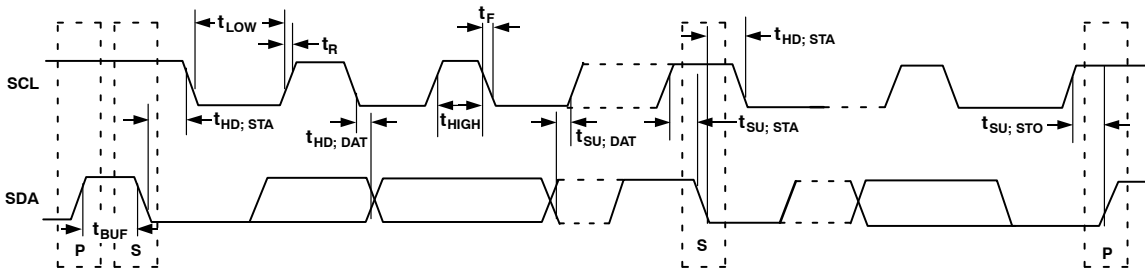 tLOW
tR
tF
tHD; STA
SCL
tHD; STA
tHD; DAT
tHIGH
tSU; DAT
tSU; STA
tSU; STO
SDA
tBUF
P
S
S
P